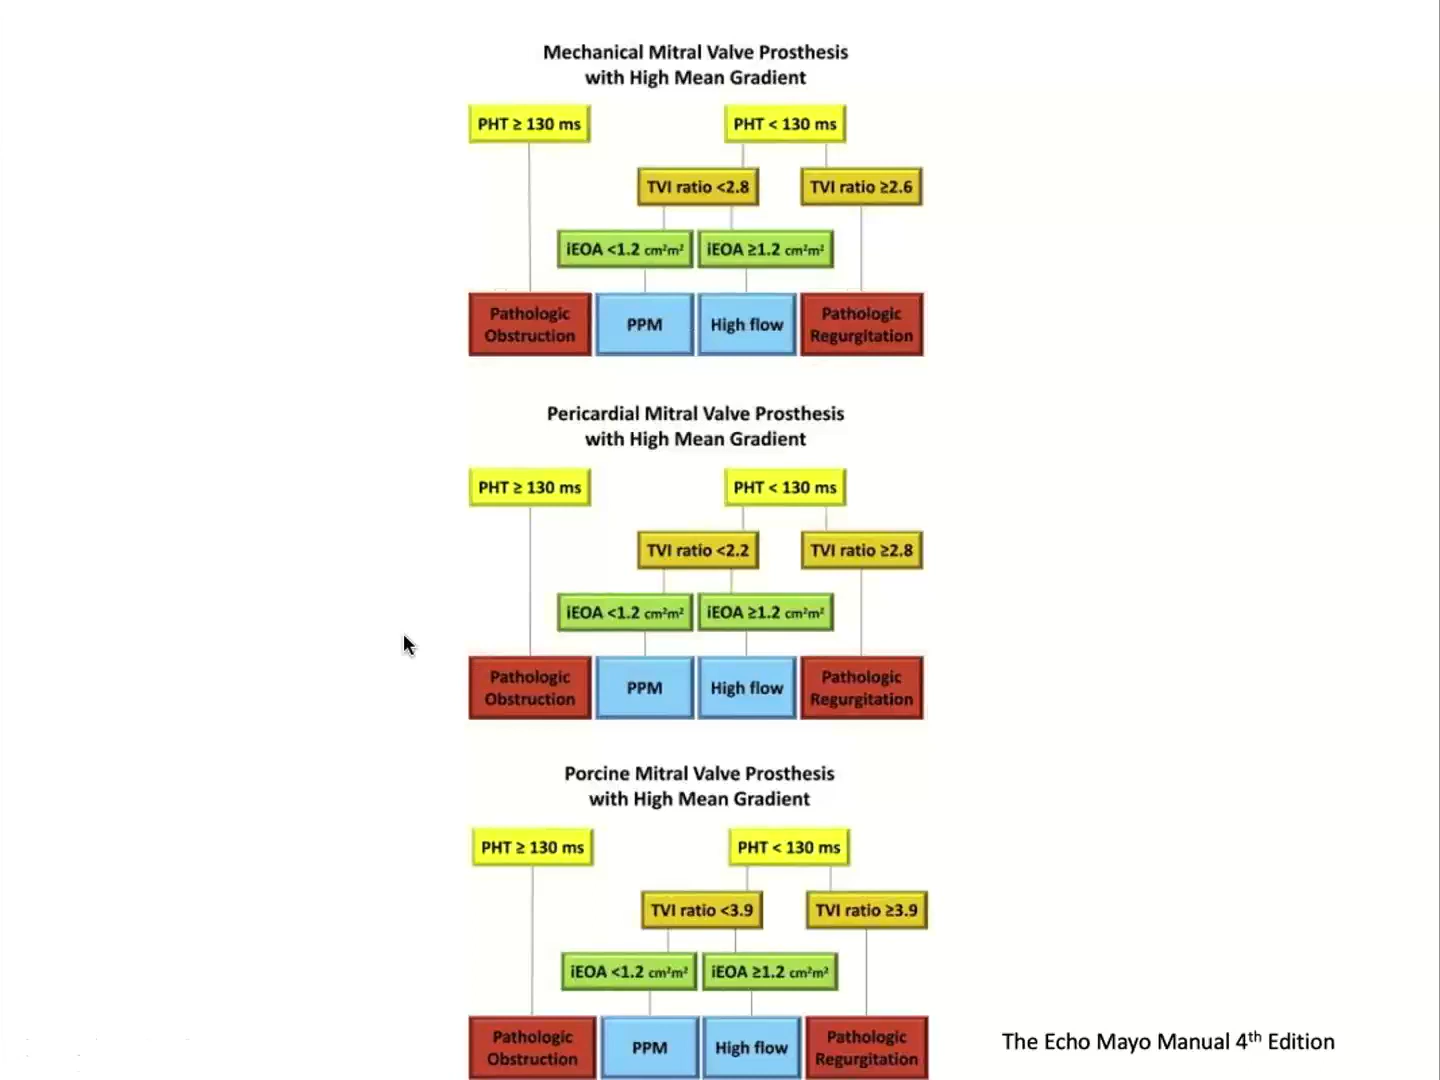 Mechanical Mitral Valve Prosthesis
with High Mean Gradient
PHT ≥ 130 ms
PHT < 130 ms
TVI ratio <2.8
TVI ratio ≥2.6
iEOA <1.2 cm²m²
iEOA ≥1.2 cm²m²
Pathologic
Obstruction
PPM
High flow
Pathologic
Regurgitation
Pericardial Mitral Valve Prosthesis
with High Mean Gradient
PHT ≥ 130 ms
PHT < 130 ms
TVI ratio <2.2
TVI ratio ≥2.8
iEOA <1.2 cm²m²
iEOA ≥1.2 cm²m²
Pathologic
Obstruction
PPM
High flow
Pathologic
Regurgitation
Porcine Mitral Valve Prosthesis
with High Mean Gradient
PHT ≥ 130 ms
PHT < 130 ms
TVI ratio <3.9
TVI ratio ≥3.9
iEOA <1.2 cm²m²
iEOA ≥1.2 cm²m²
Pathologic
Obstruction
PPM
High flow
Pathologic
Regurgitation
The Echo Mayo Manual 4th Edition